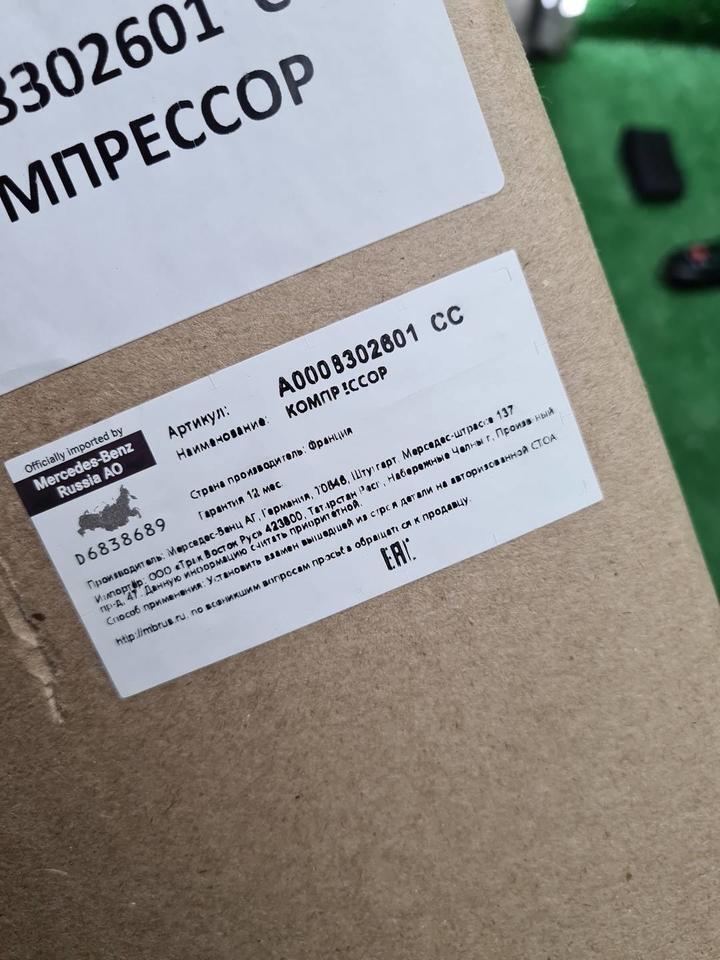 8302601 C
МПРЕССОР
Officially imported by
Mercedes-Benz
Russia AO
D6838689
Артикул: A0008302601 CC
Наименование: КОМПРЕССОР
Страна производитель: Франция
Гарантия 12 мес.
Производитель: Мерседес-Бенц АГ, Германия, 70546, Штутгарт, Мерседес-штрассе 137
Импортёр: ООО «Трак Восток Рус» 423800, Татарстан Респ, Набережные Челны г, Производственный
пр-д, 47. Данную информацию считать приоритетной.
Способ применения: Установить взамен вышедшей из строя детали на авторизованной СТОА
http://mbrus.ru, по возникшим вопросам просьба обращаться к продавцу.
EAC